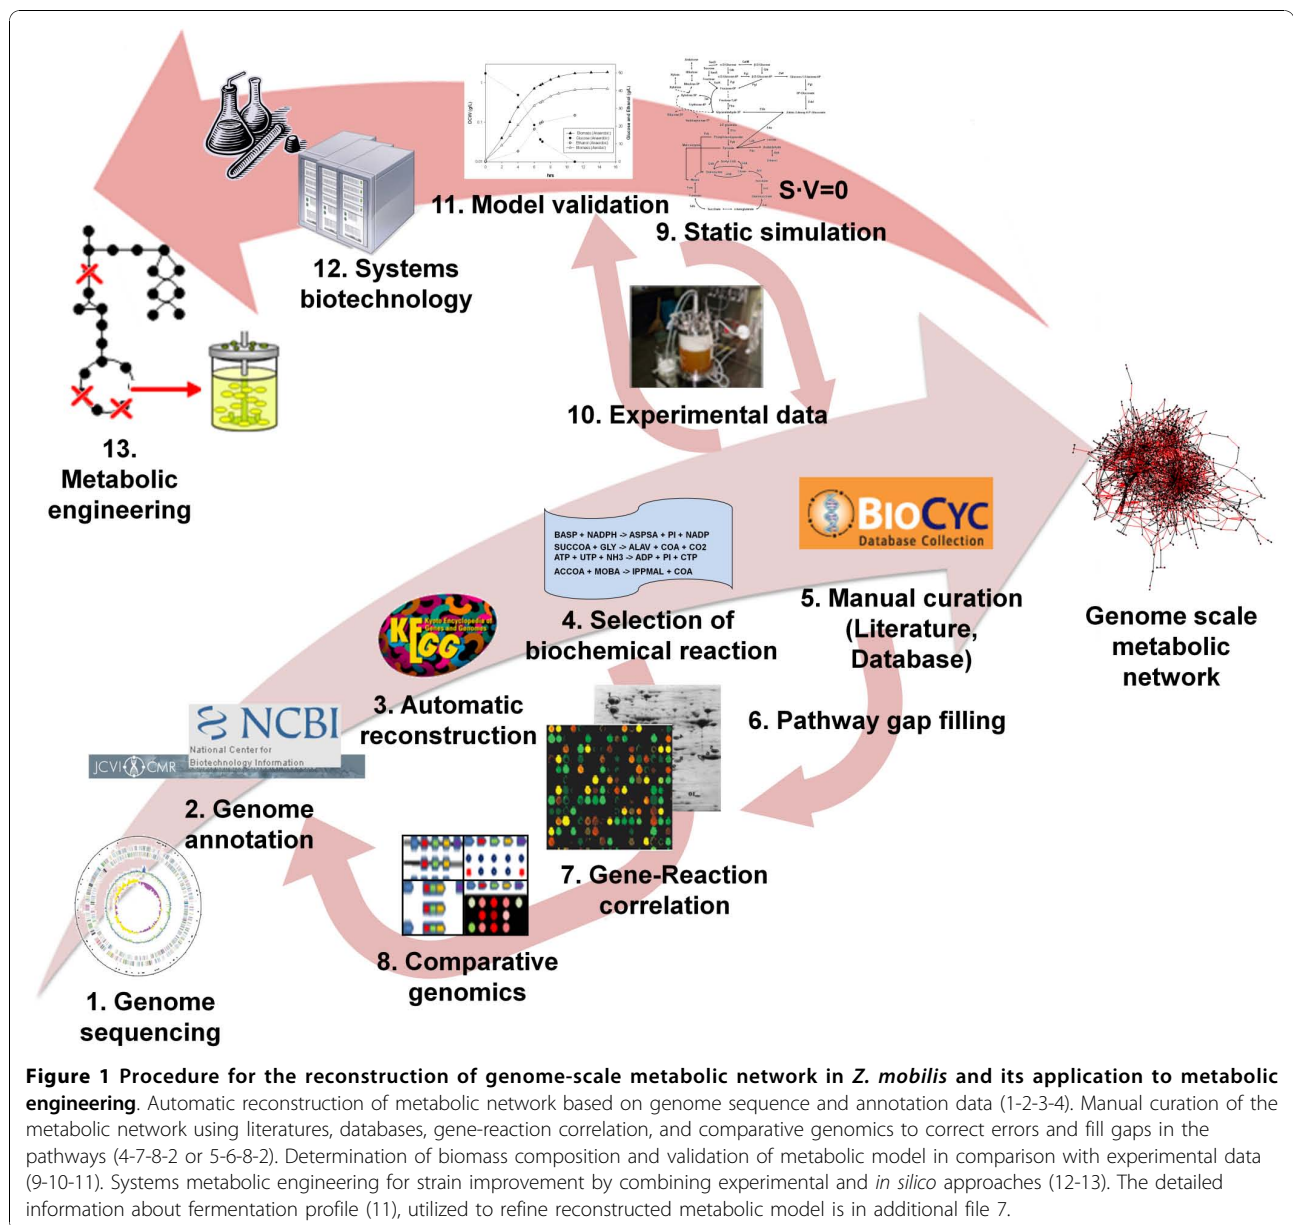 11. Model validation
S·V=0
9. Static simulation
12. Systems
biotechnology
10. Experimental data
13.
Metabolic
engineering
BIOCYC
Database Collection
BASP + NADPH -> ASPSA + PI + NADP
SUCCOA + GLY -> ALAV + COA + CO2
ATP + UTP + NH3 -> ADP + PI + CTP
ACCOA + MOBA -> IPPMAL + COA
5. Manual curation
(Literature,
Database)
Genome scale
metabolic
network
4. Selection of
biochemical reaction
Kyoto Encyclopedia of
Genes and Genomes
KEGG
3. Automatic
reconstruction
6. Pathway gap filling
NCBI
National Center for
Biotechnology Information
JCVI CMR
2. Genome
annotation
7. Gene-Reaction
correlation
8. Comparative
genomics
1. Genome
sequencing
Figure 1 Procedure for the reconstruction of genome-scale metabolic network in Z. mobilis and its application to metabolic
engineering. Automatic reconstruction of metabolic network based on genome sequence and annotation data (1-2-3-4). Manual curation of the
metabolic network using literatures, databases, gene-reaction correlation, and comparative genomics to correct errors and fill gaps in the
pathways (4-7-8-2 or 5-6-8-2). Determination of biomass composition and validation of metabolic model in comparison with experimental data
(9-10-11). Systems metabolic engineering for strain improvement by combining experimental and in silico approaches (12-13). The detailed
information about fermentation profile (11), utilized to refine reconstructed metabolic model is in additional file 7.